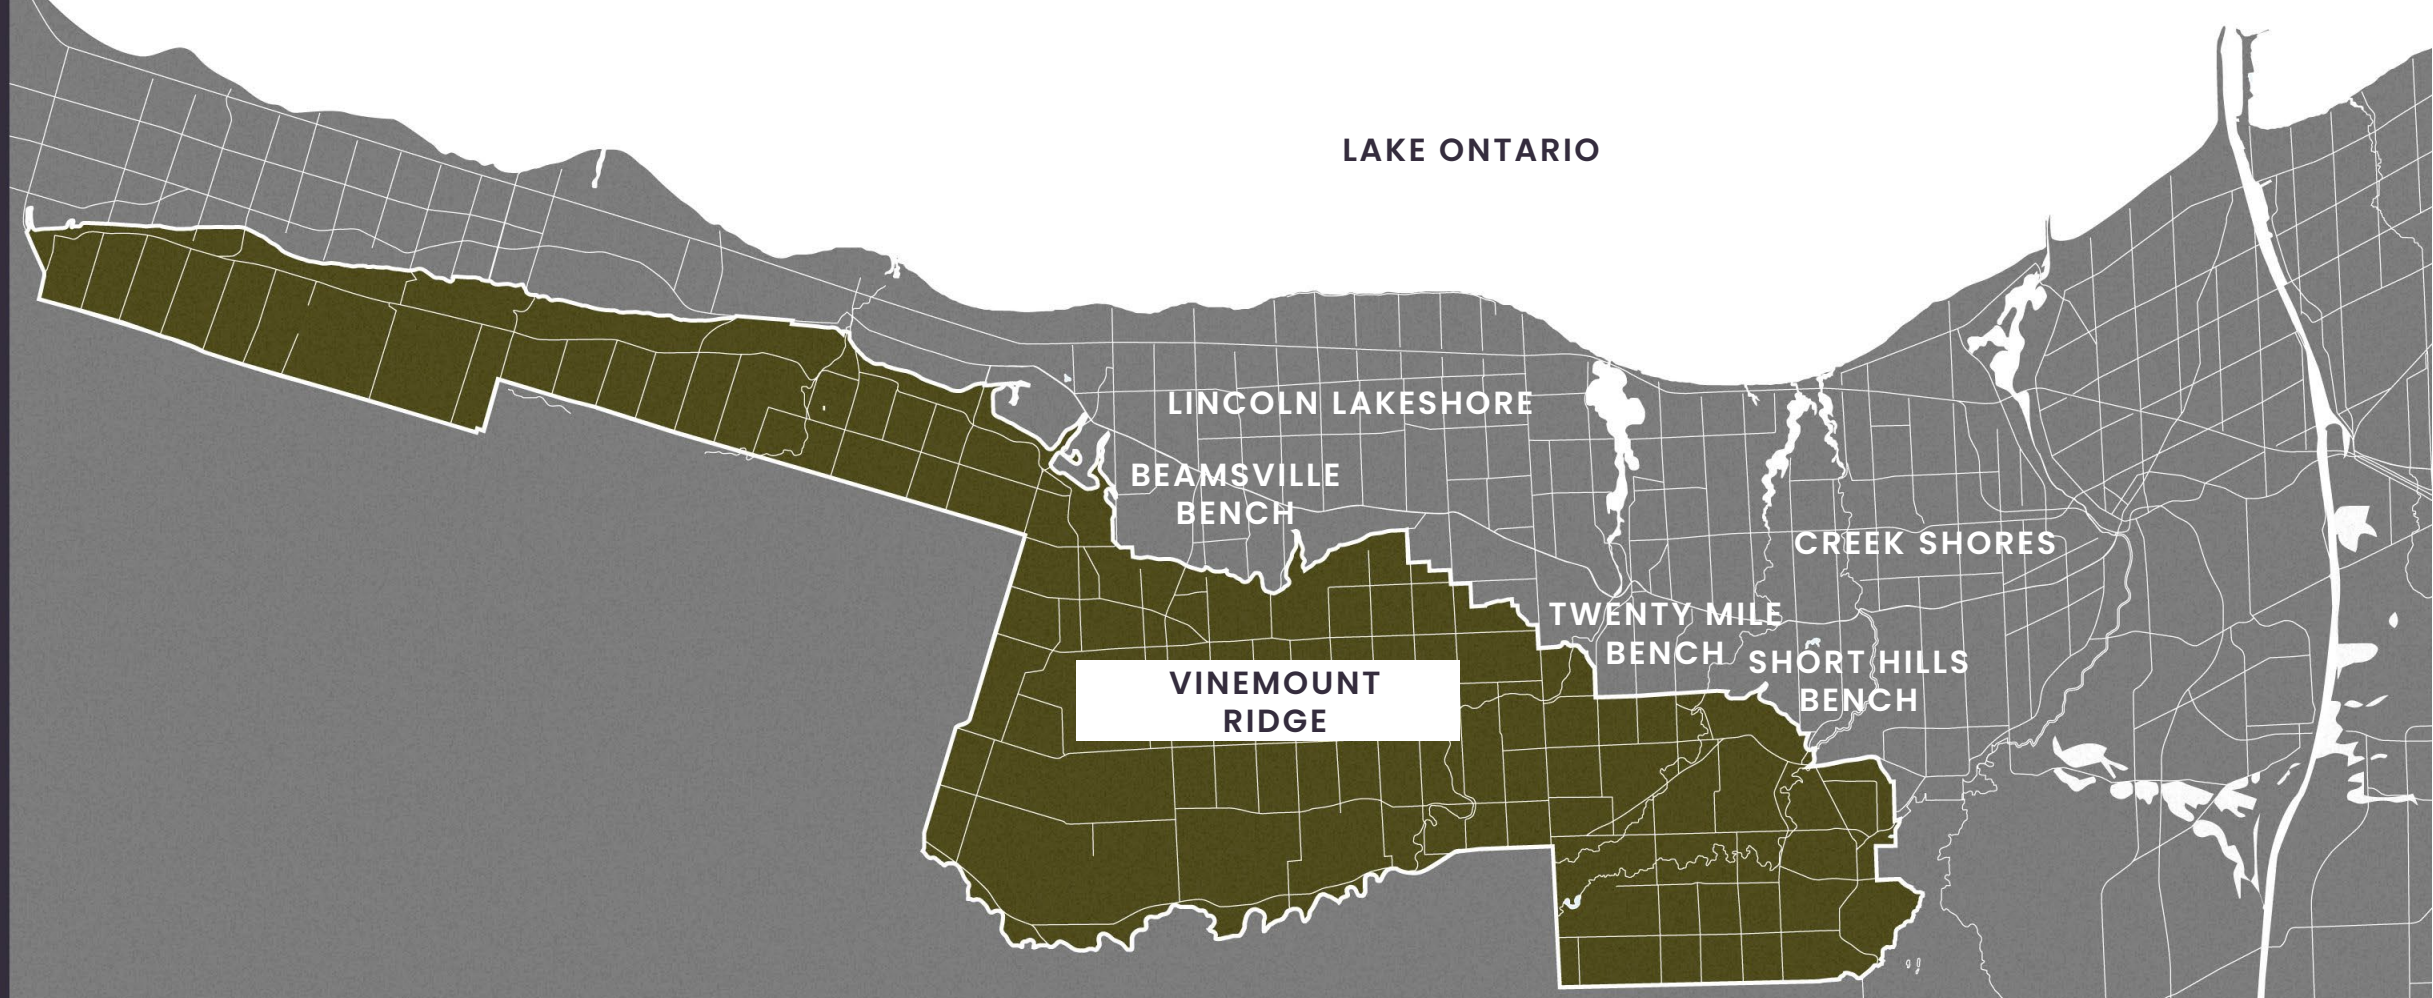 LAKE ONTARIO
LINCOLN LAKESHORE
BEAMSVILLE
BENCH
CREEK SHORES
TWENTY MILE
BENCH
SHORT HILLS
BENCH
VINEMOUNT
RIDGE